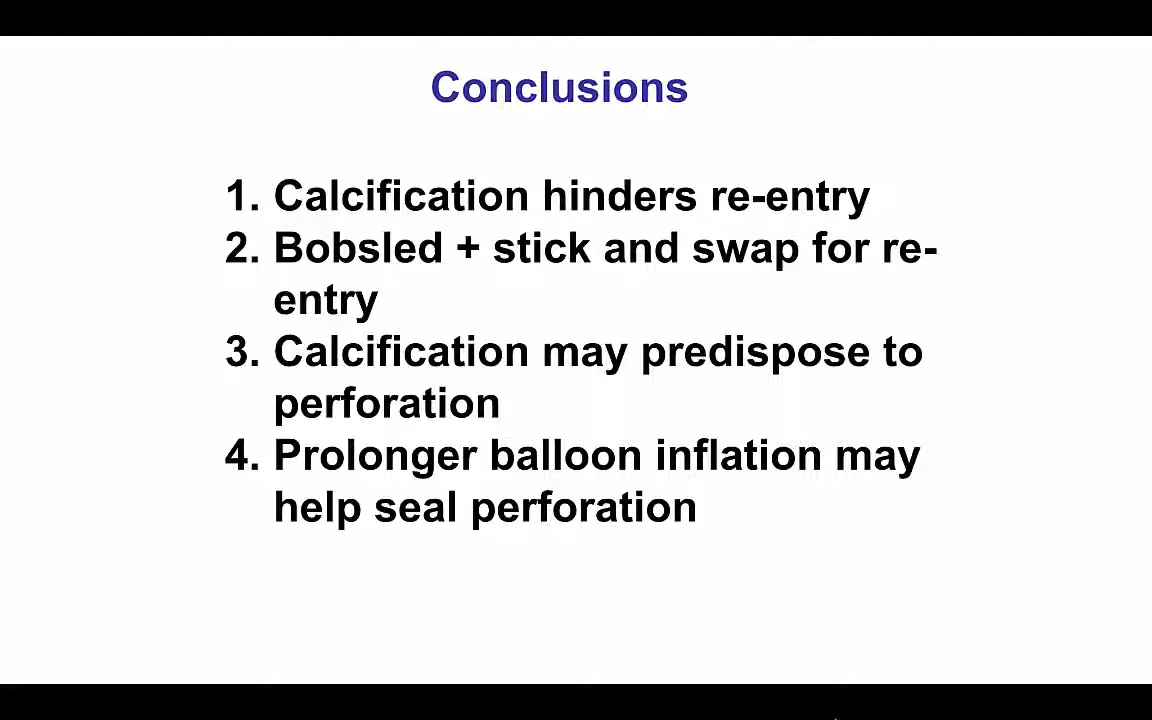 Conclusions
1. Calcification hinders re-entry
2. Bobsled + stick and swap for re-
entry
3. Calcification may predispose to
perforation
4. Prolonger balloon inflation may
help seal perforation